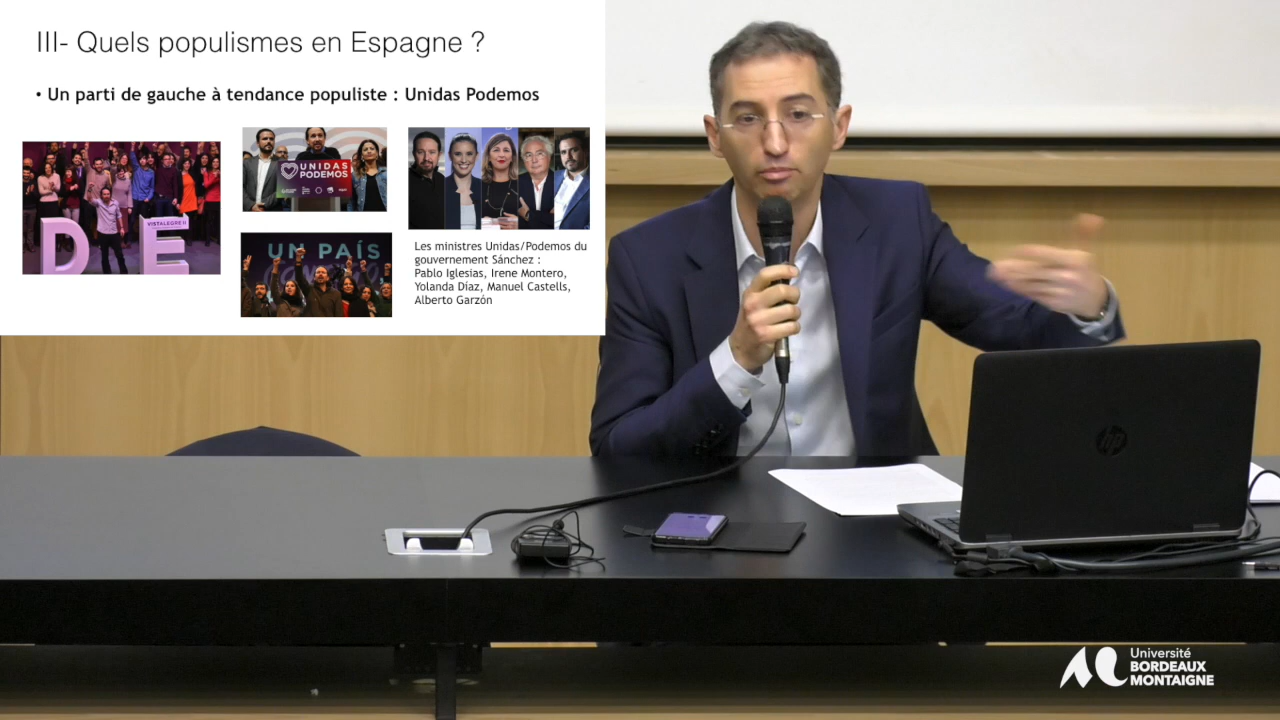 III- Quels populismes en Espagne ?
• Un parti de gauche à tendance populiste : Unidas Podemos
UNIDAS
PODEMOS
VISTALEGRE II
D E
UN PAÍS
Les ministres Unidas/Podemos du
gouvernement Sánchez :
Pablo Iglesias, Irene Montero,
Yolanda Díaz, Manuel Castells,
Alberto Garzón
hp
Université
BORDEAUX
MONTAIGNE